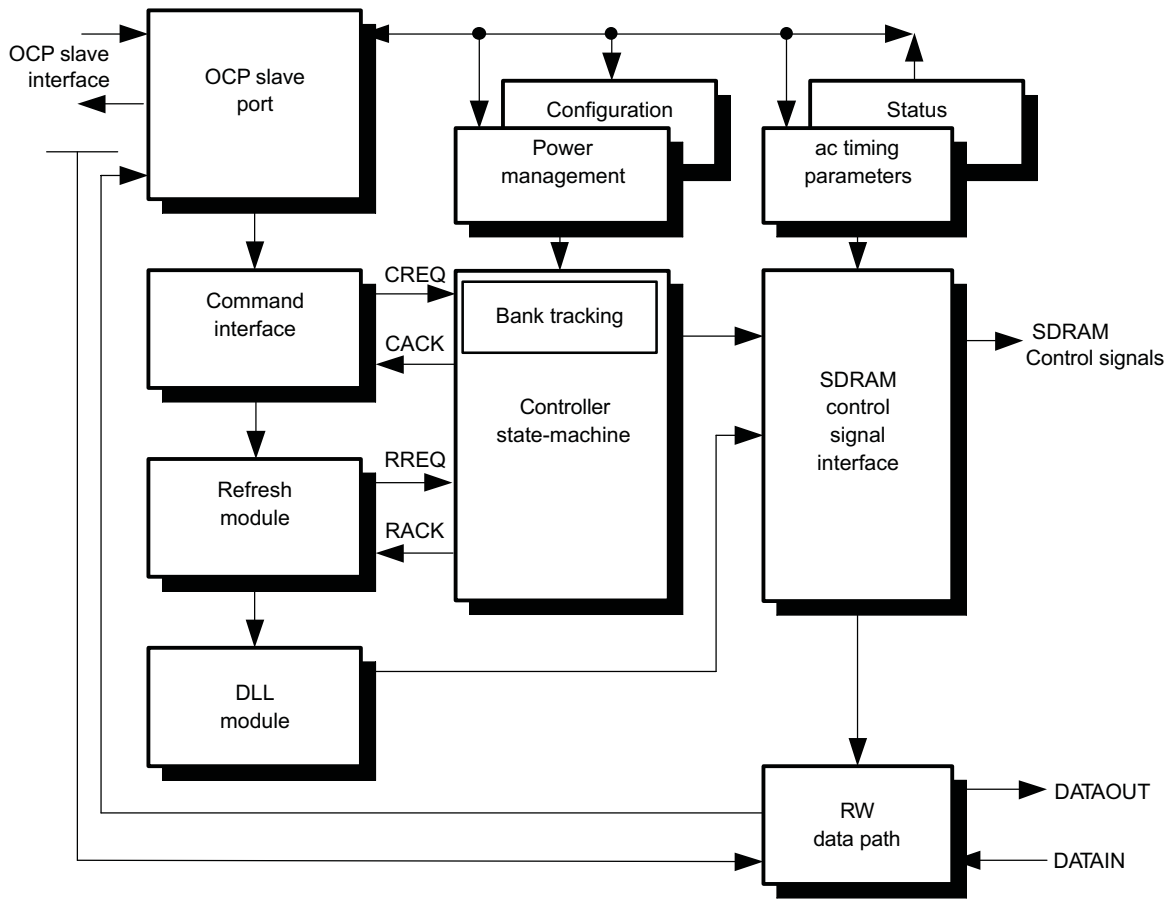 OCP slave
interface
OCP slave
port
Configuration
Power
management
Status
ac timing
parameters
Command
interface
CREQ
CACK
Bank tracking
Controller
state-machine
SDRAM
control
signal
interface
SDRAM
Control signals
Refresh
module
RREQ
RACK
DLL
module
RW
data path
DATAOUT
DATAIN